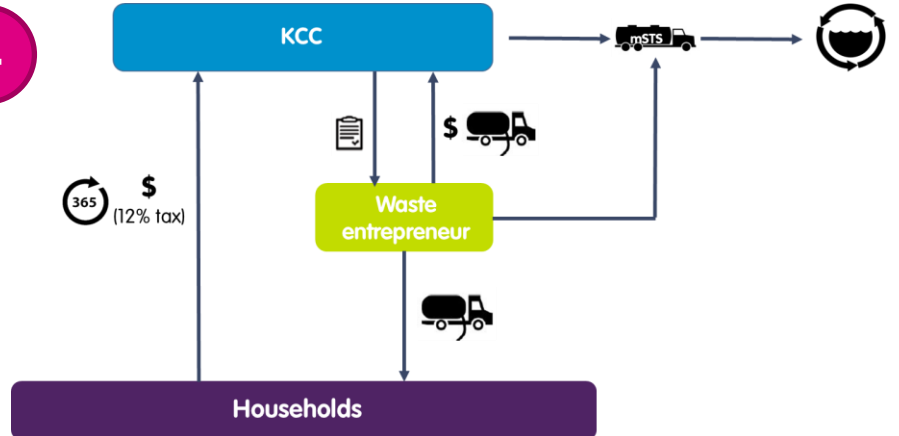 KCC
mSTS
$
365
$
(12% tax)
Waste
entrepreneur
Households